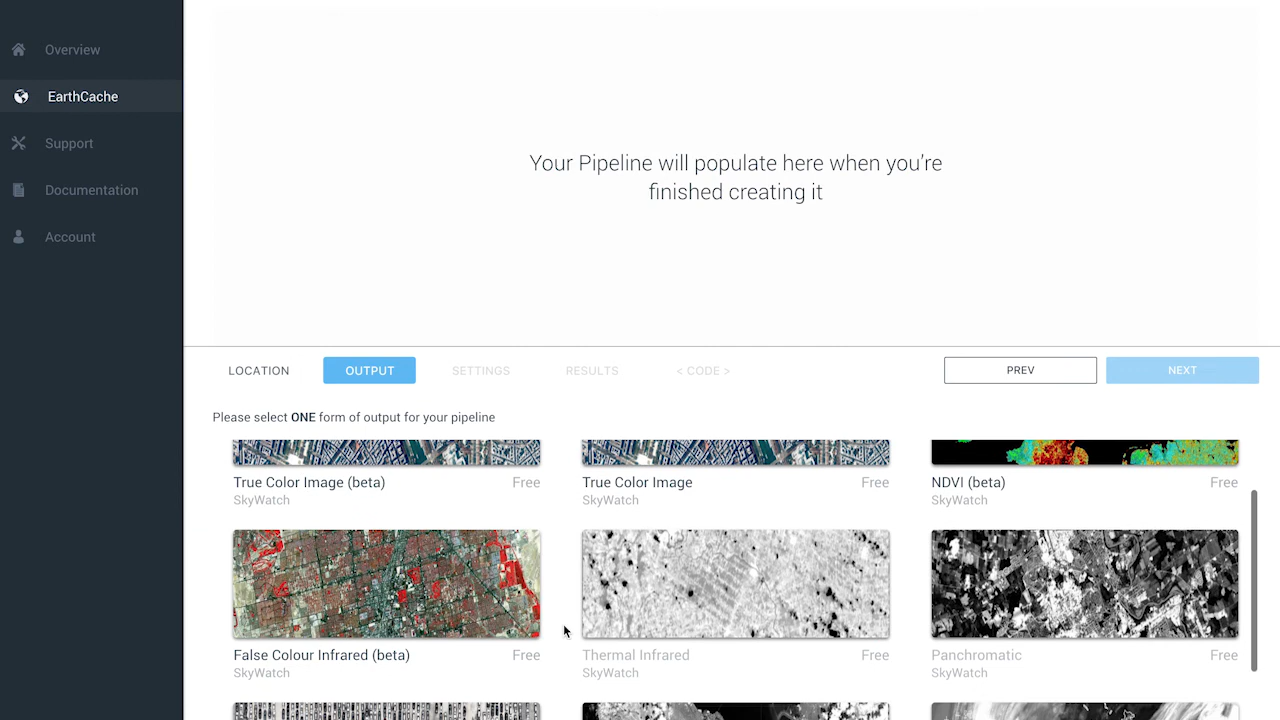 Overview
EarthCache
Support
Documentation
Account
Your Pipeline will populate here when you're
finished creating it
LOCATION
OUTPUT
SETTINGS
RESULTS
< CODE >
PREV
NEXT
Please select ONE form of output for your pipeline
True Color Image (beta) Free
SkyWatch
True Color Image Free
SkyWatch
NDVI (beta) Free
SkyWatch
False Colour Infrared (beta) Free
SkyWatch
Thermal Infrared Free
SkyWatch
Panchromatic Free
SkyWatch